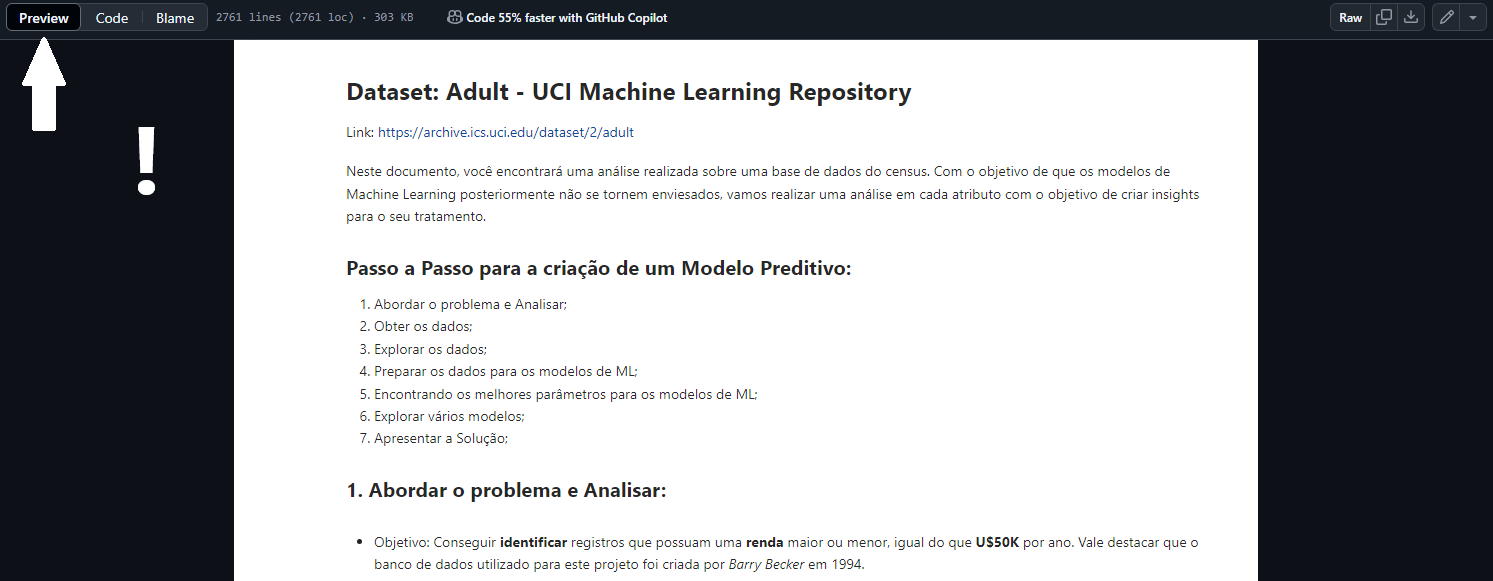 Preview Code Blame 2761 lines (2761 loc) · 303 KB Code 55% faster with GitHub Copilot Raw
!
Dataset: Adult - UCI Machine Learning Repository
Link: https://archive.ics.uci.edu/dataset/2/adult
Neste documento, você encontrará uma análise realizada sobre uma base de dados do census. Com o objetivo de que os modelos de
Machine Learning posteriormente não se tornem enviesados, vamos realizar uma análise em cada atributo com o objetivo de criar insights
para o seu tratamento.
Passo a Passo para a criação de um Modelo Preditivo:
1. Abordar o problema e Analisar;
2. Obter os dados;
3. Explorar os dados;
4. Preparar os dados para os modelos de ML;
5. Encontrando os melhores parâmetros para os modelos de ML;
6. Explorar vários modelos;
7. Apresentar a Solução;
1. Abordar o problema e Analisar:
• Objetivo: Conseguir identificar registros que possuam uma renda maior ou menor, igual do que U$50K por ano. Vale destacar que o
banco de dados utilizado para este projeto foi criada por Barry Becker em 1994.